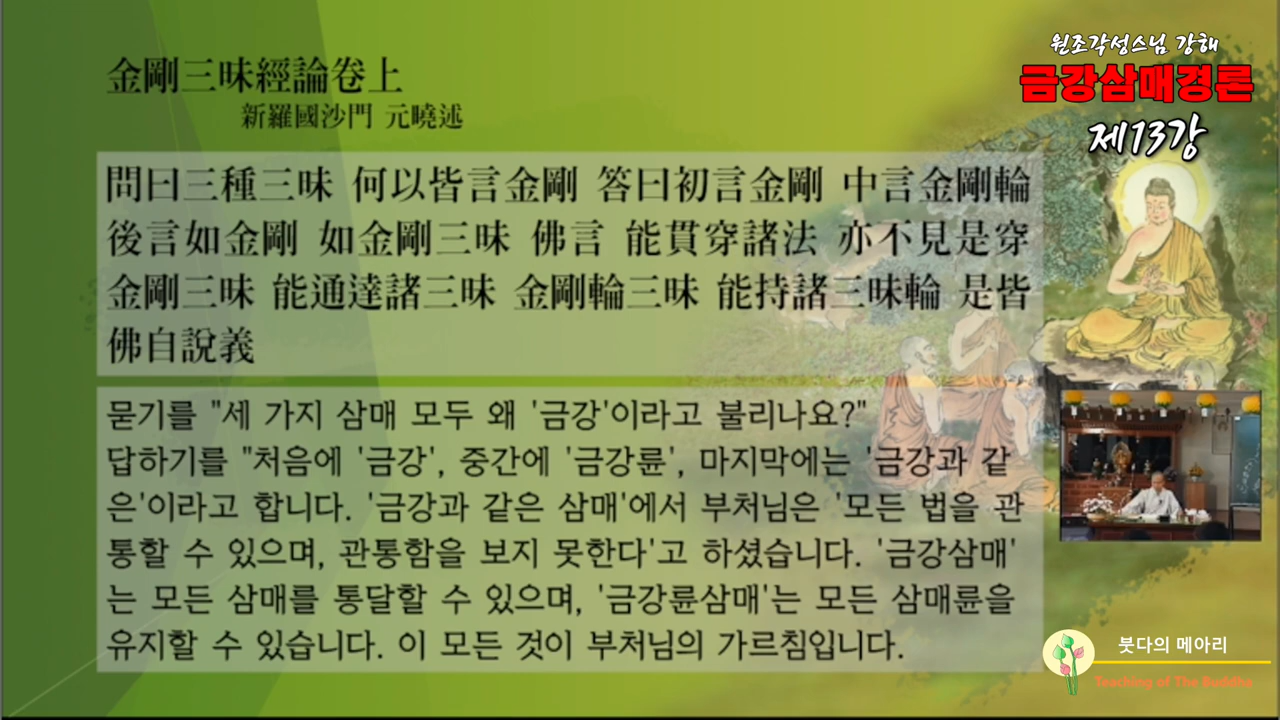 金剛三昧經論卷上
新羅國沙門 元曉述
원조각성스님 강해
금강삼매경론
제13강
問曰三種三昧 何以皆言金剛 答曰初言金剛 中言金剛輪
後言如金剛 如金剛三昧 佛言 能貫穿諸法 亦不見是穿
金剛三昧 能通達諸三昧 金剛輪三昧 能持諸三昧輪 是皆
佛自說義
묻기를 "세 가지 삼매 모두 왜 '금강'이라고 불리나요?"
답하기를 "처음에 '금강', 중간에 '금강륜', 마지막에는 '금강과 같
은'이라고 합니다. '금강과 같은 삼매'에서 부처님은 '모든 법을 관
통할 수 있으며, 관통함을 보지 못한다'고 하셨습니다. '금강삼매'
는 모든 삼매를 통달할 수 있으며, '금강륜삼매'는 모든 삼매륜을
유지할 수 있습니다. 이 모든 것이 부처님의 가르침입니다.
붓다의 메아리
Teaching of The Buddha